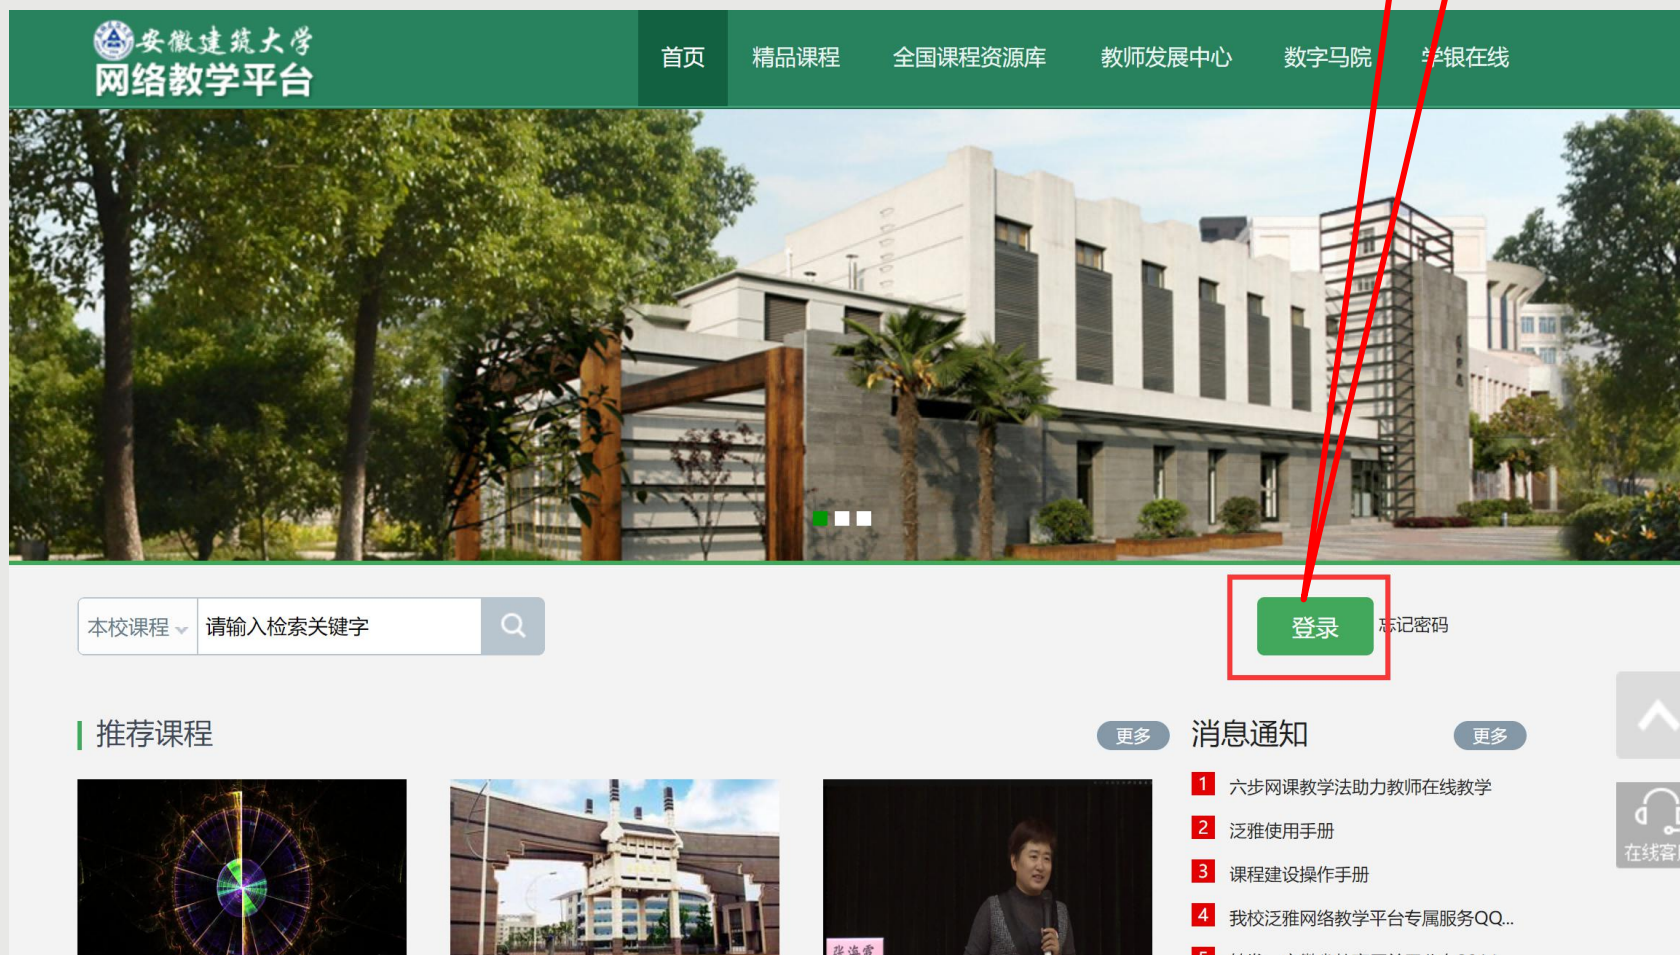 安徽建筑大学
网络教学平台
首页 精品课程 全国课程资源库 教师发展中心 数字马院 学银在线
本校课程 请输入检索关键字
登录 忘记密码
推荐课程 更多
消息通知 更多
1 六步网课教学法助力教师在线教学
2 泛雅使用手册
3 课程建设操作手册
4 我校泛雅网络教学平台专属服务QQ...
5
在线客